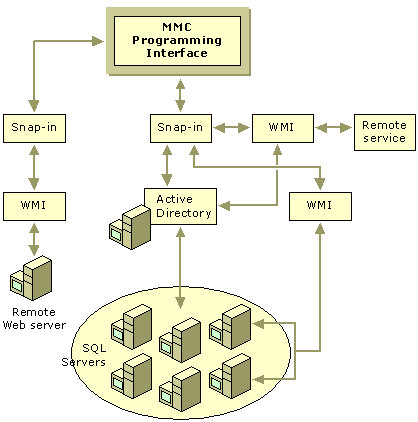 MMC
Programming
Interface
Snap-in
Snap-in
WMI
Remote
service
WMI
Active
Directory
WMI
Remote
Web server
SQL
Servers